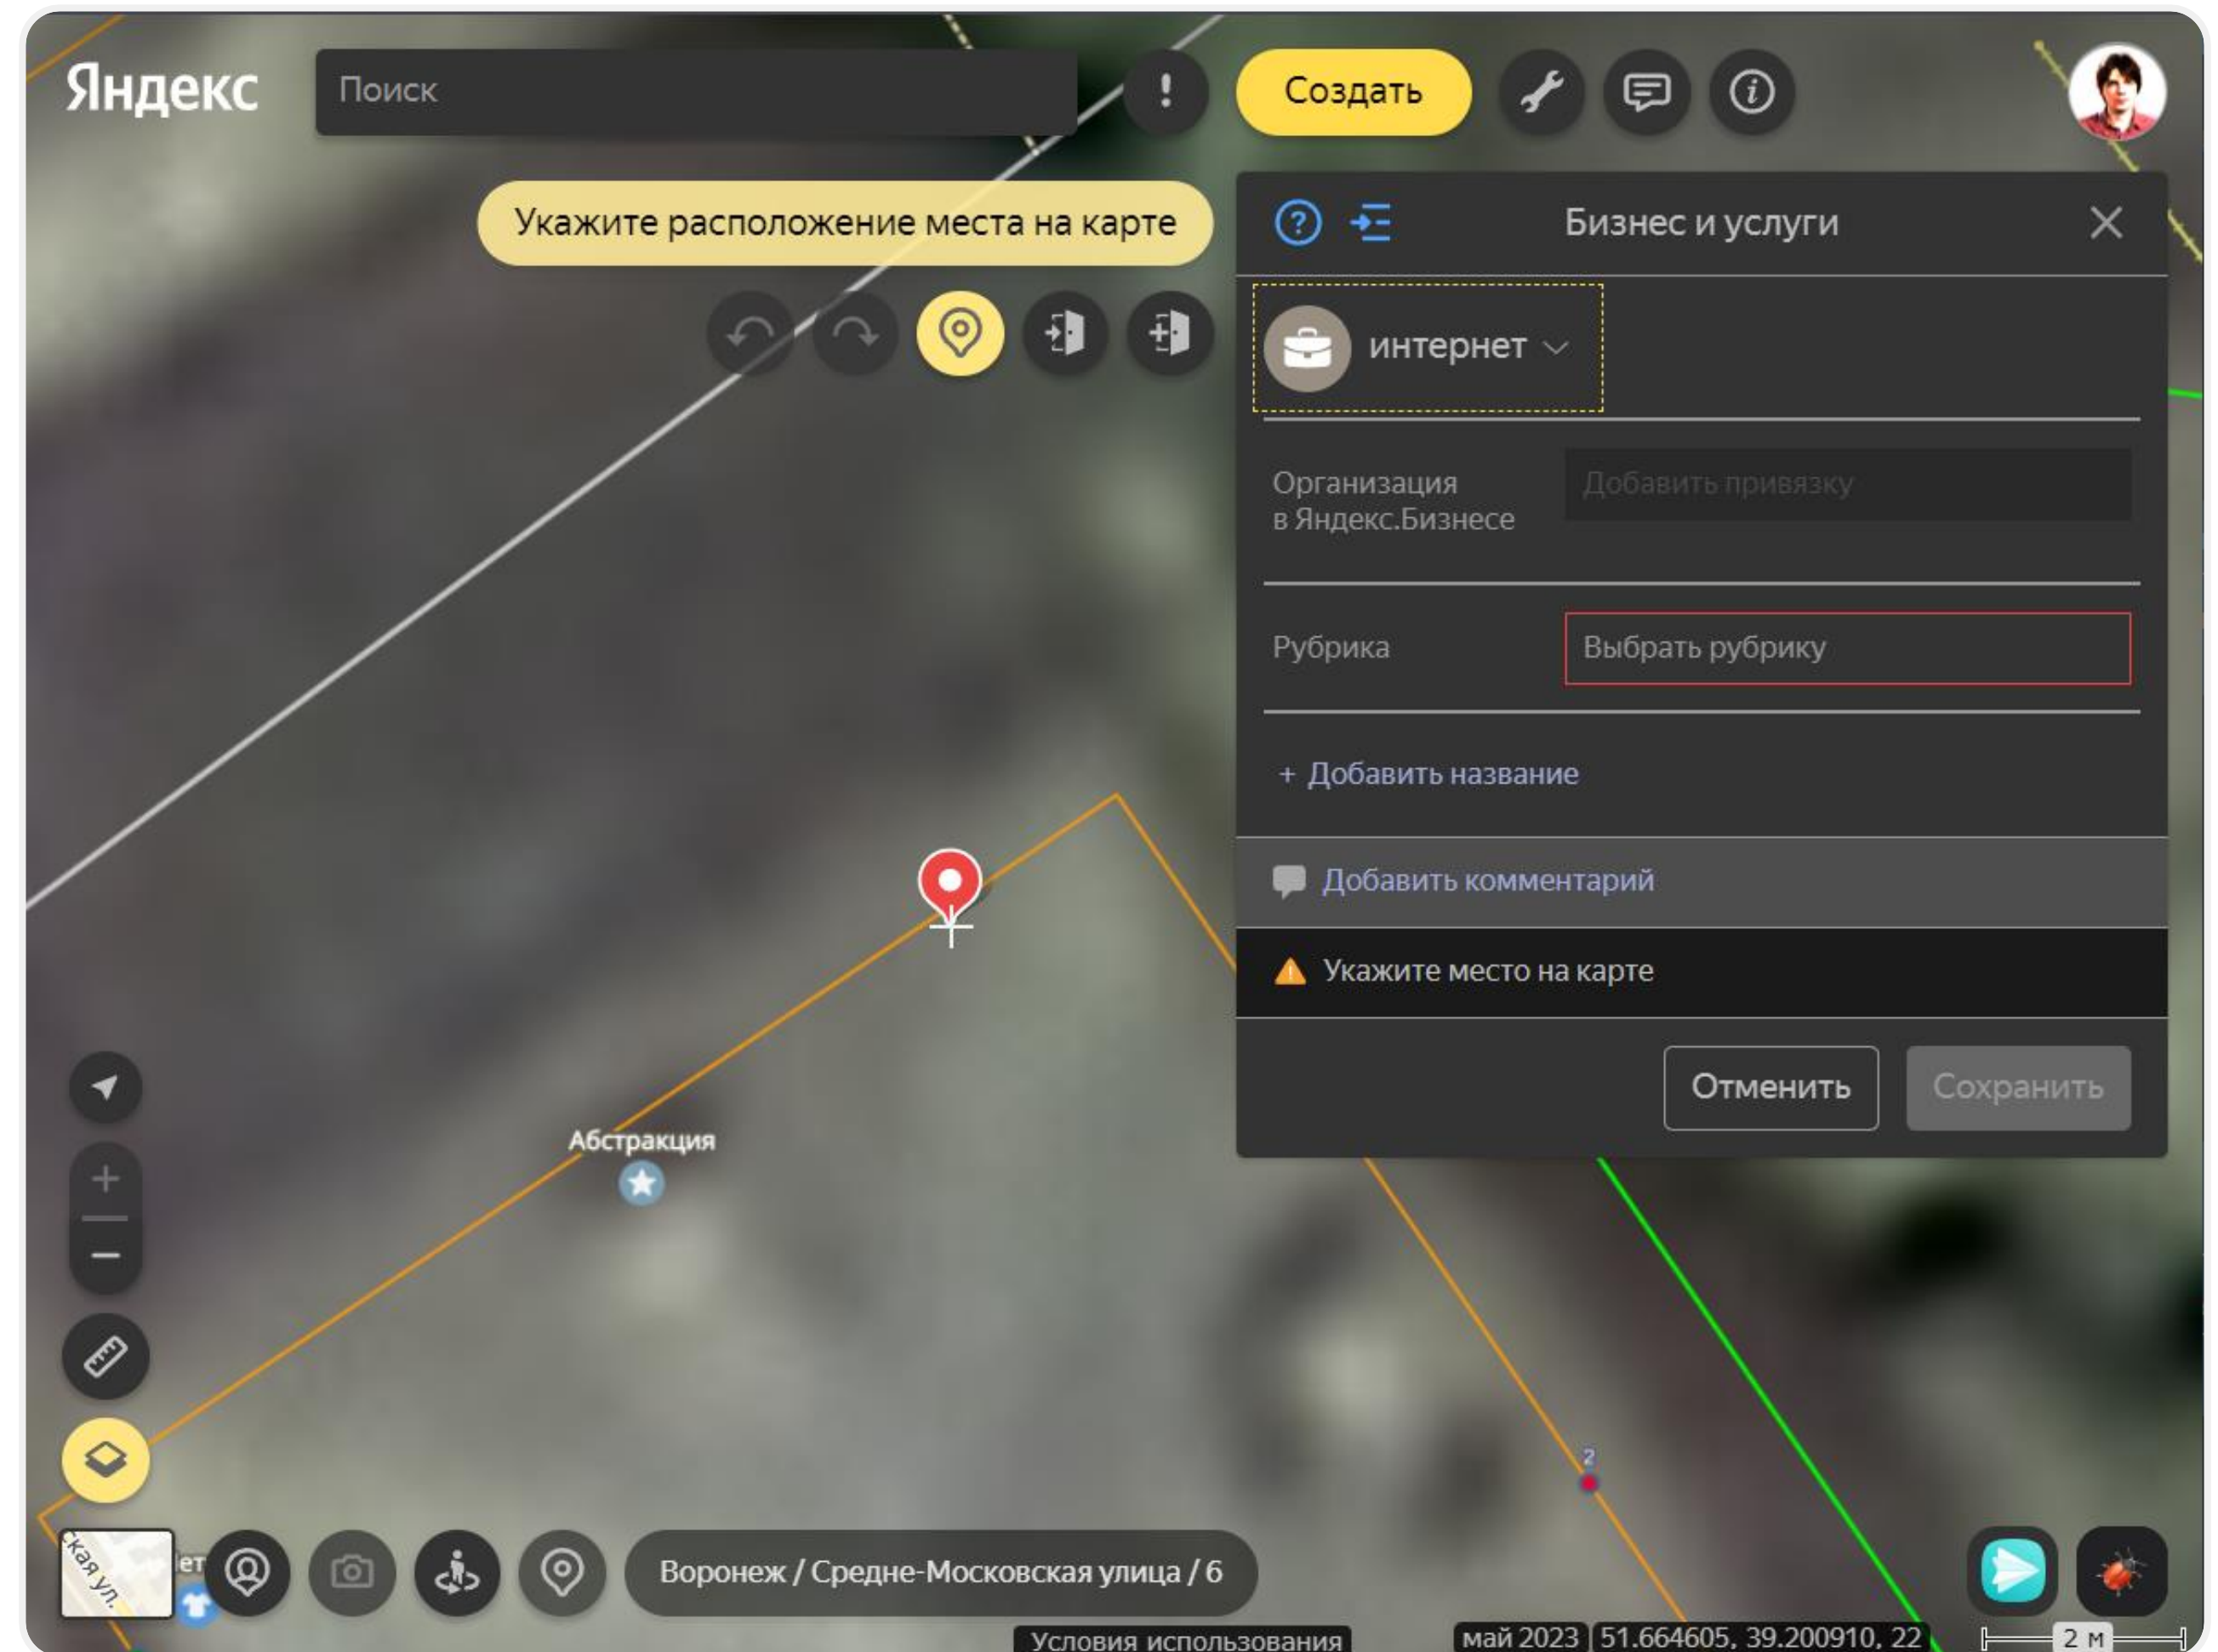 Яндекс
Поиск
!
Создать
Укажите расположение места на карте
Бизнес и услуги
интернет
Организация
в Яндекс.Бизнесе
Добавить привязку
Рубрика
Выбрать рубрику
+ Добавить название
Добавить комментарий
Укажите место на карте
Отменить
Сохранить
Абстракция
2
ская ул.
Воронеж / Средне-Московская улица / 6
Условия использования
май 2023
51.664605, 39.200910, 22
2 м